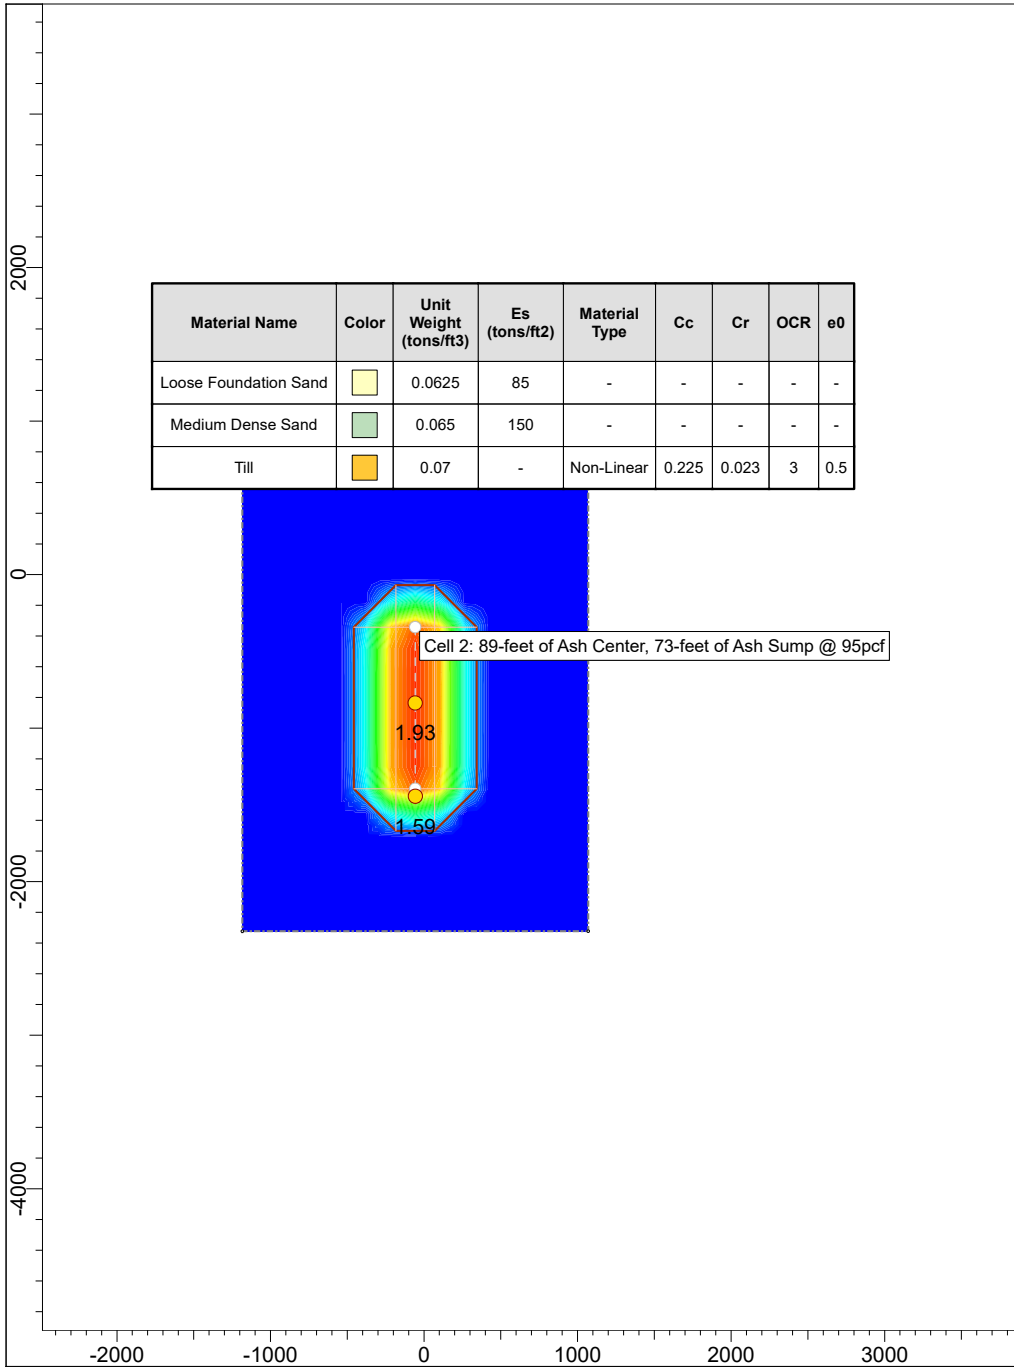 2000
Material Name Color Unit Weight (tons/ft3) Es (tons/ft2) Material Type Cc Cr OCR e0
Loose Foundation Sand 0.0625 85 - - - - -
Medium Dense Sand 0.065 150 - - - - -
Till 0.07 - Non-Linear 0.225 0.023 3 0.5
0
Cell 2: 89-feet of Ash Center, 73-feet of Ash Sump @ 95pcf
1.93
1.59
-2000
-4000
-2000 -1000 0 1000 2000 3000